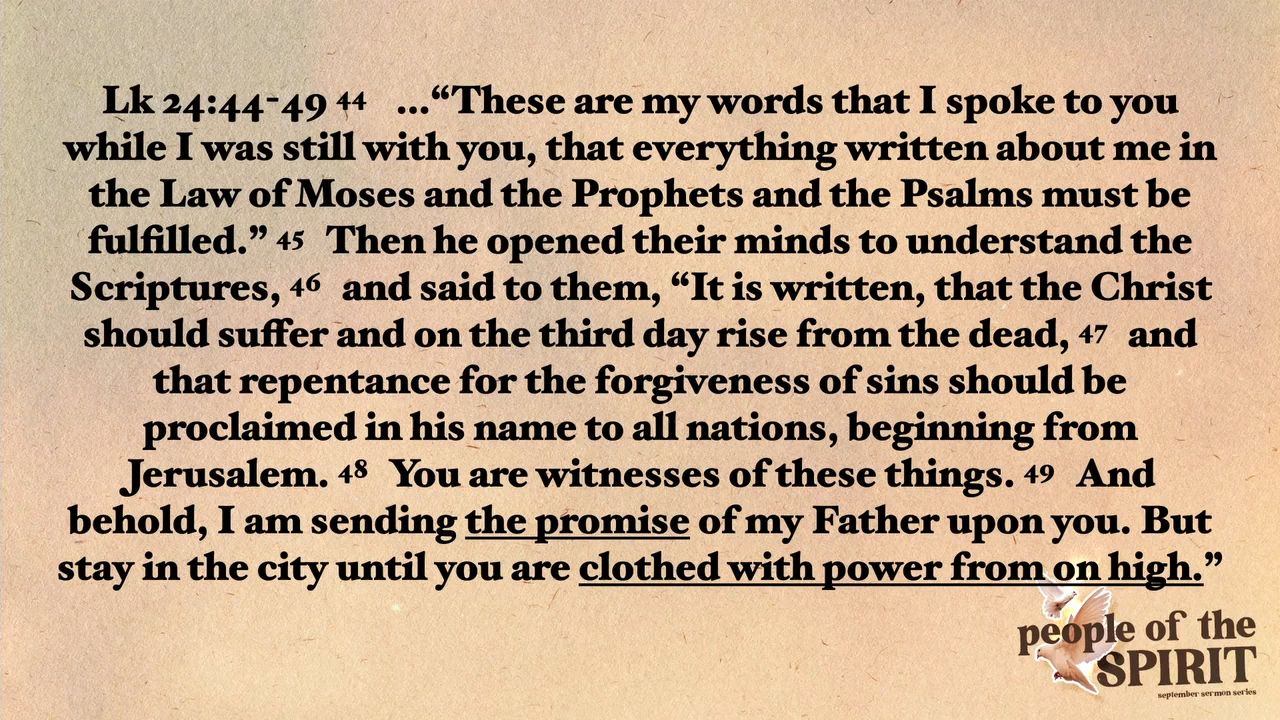 Lk 24:44-49 44 ...“These are my words that I spoke to you
while I was still with you, that everything written about me in
the Law of Moses and the Prophets and the Psalms must be
fulfilled.” 45 Then he opened their minds to understand the
Scriptures, 46 and said to them, “It is written, that the Christ
should suffer and on the third day rise from the dead, 47 and
that repentance for the forgiveness of sins should be
proclaimed in his name to all nations, beginning from
Jerusalem. 48 You are witnesses of these things. 49 And
behold, I am sending the promise of my Father upon you. But
stay in the city until you are clothed with power from on high.”
people of the
SPIRIT
september sermon series